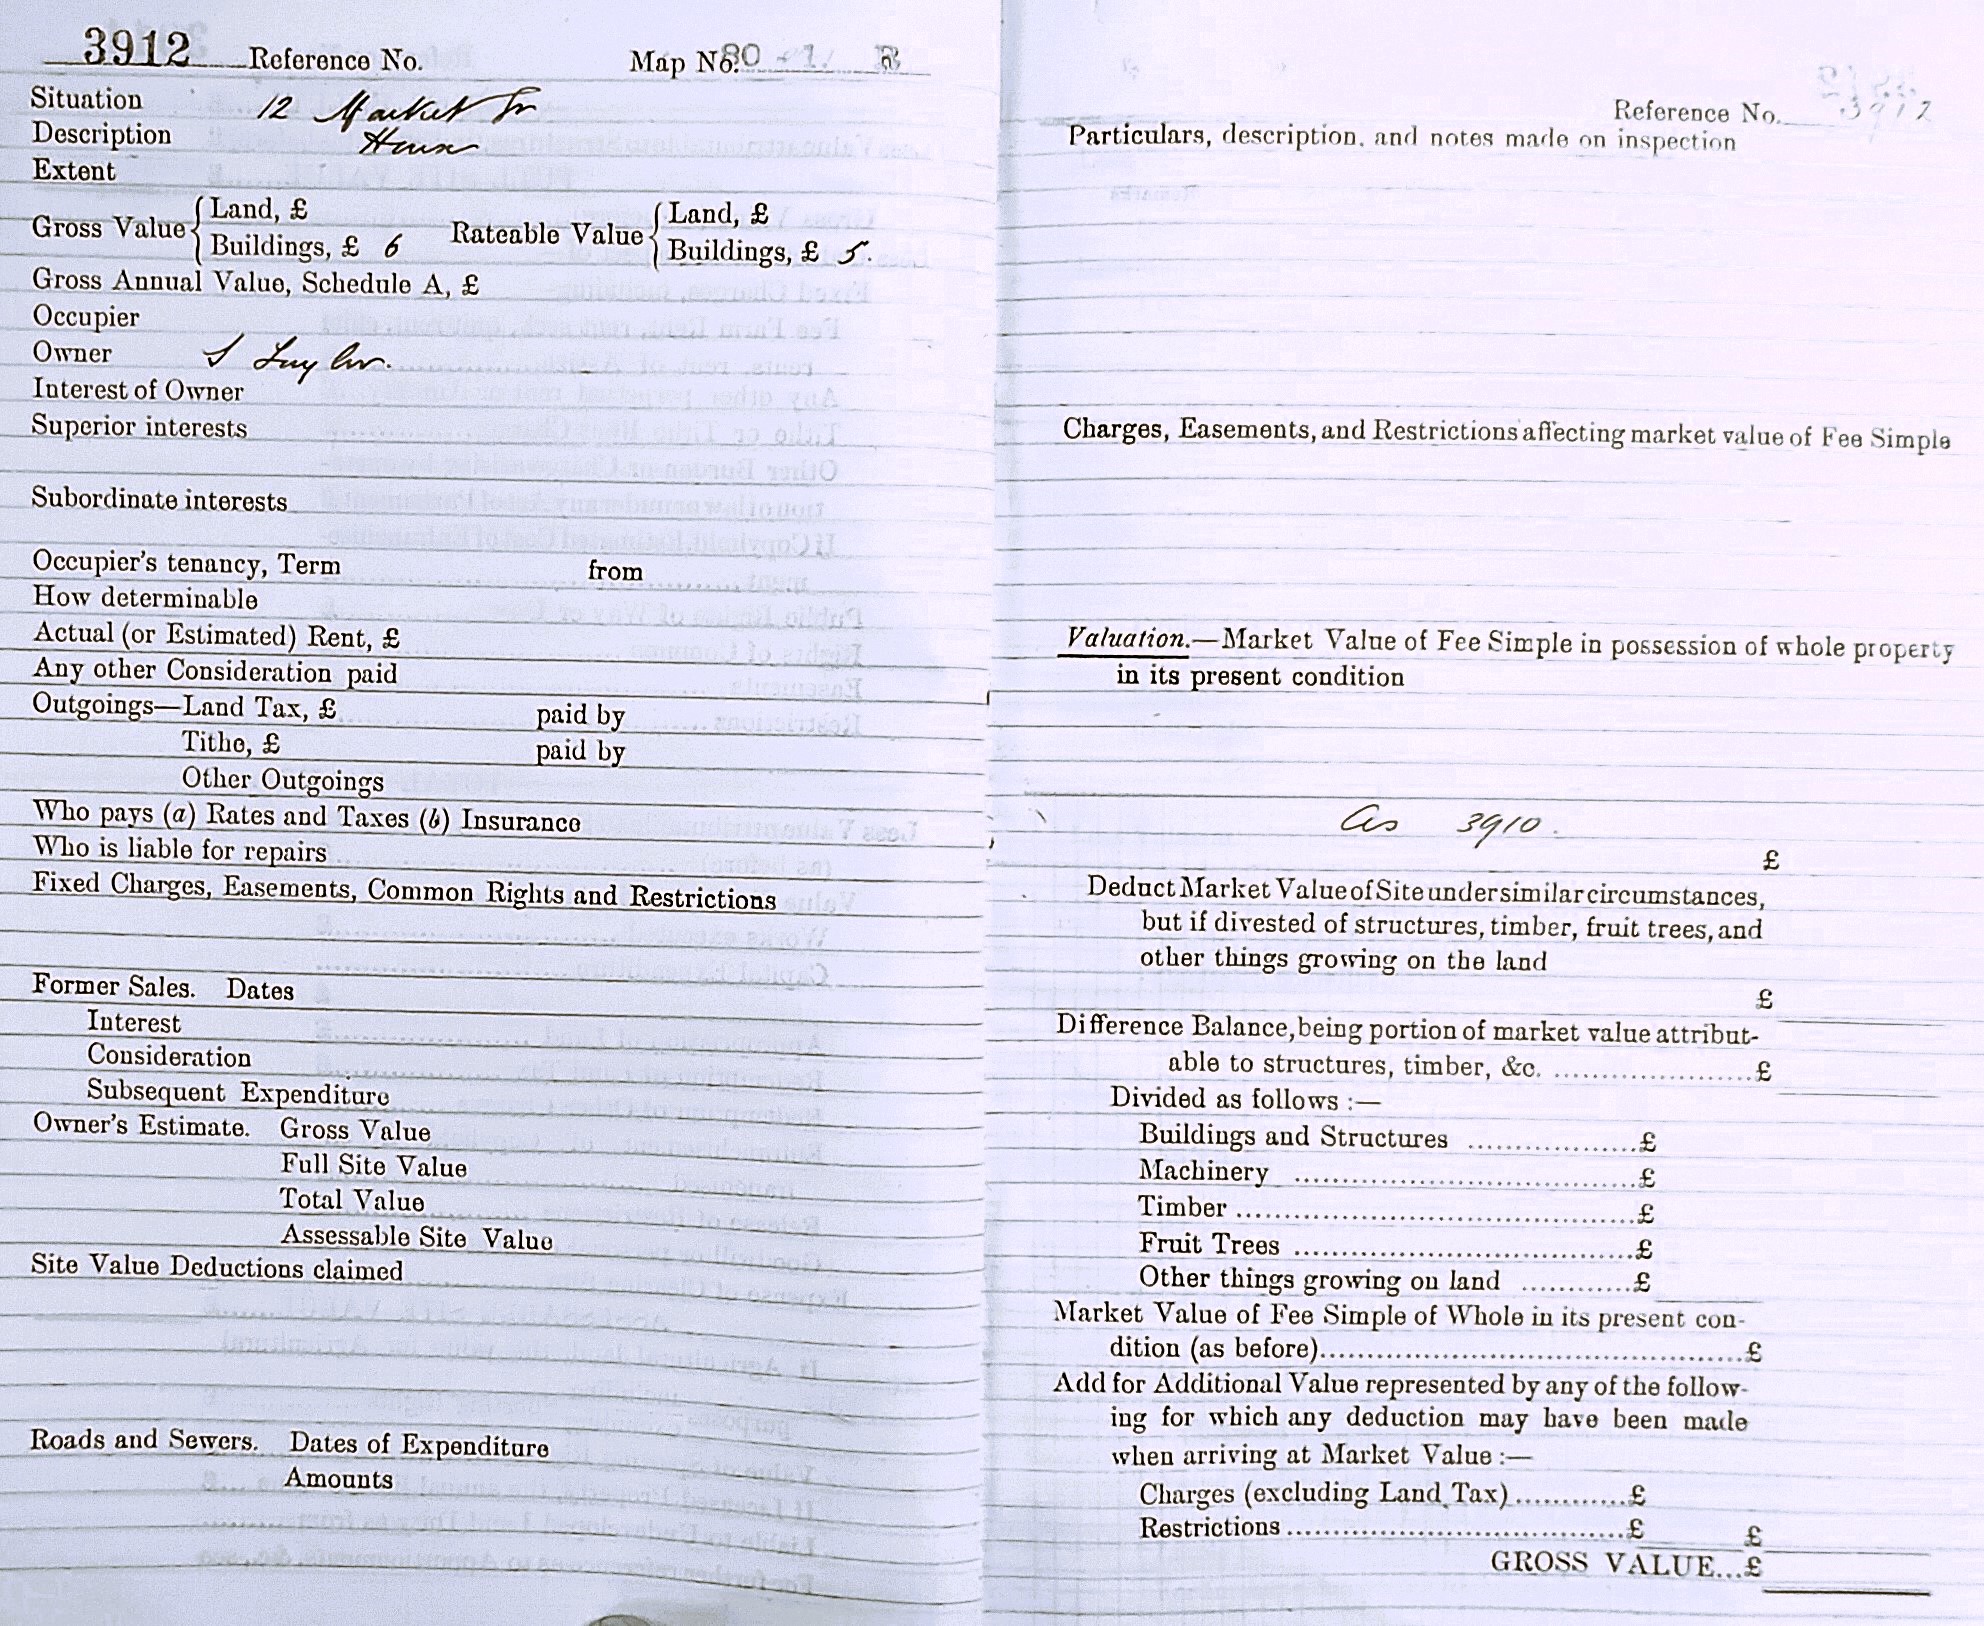 3912 Reference No. Map No. 80 - 1. B
Situation 12 Market St
Description House
Extent
Gross Value { Land, £ Rateable Value { Land, £
Buildings, £ 6 Buildings, £ 5.
Gross Annual Value, Schedule A, £
Occupier
Owner S Taylor.
Interest of Owner
Superior interests
Subordinate interests
Occupier's tenancy, Term from
How determinable
Actual (or Estimated) Rent, £
Any other Consideration paid
Outgoings—Land Tax, £ paid by
Tithe, £ paid by
Other Outgoings
Who pays (a) Rates and Taxes (b) Insurance
Who is liable for repairs
Fixed Charges, Easements, Common Rights and Restrictions
Former Sales. Dates
Interest
Consideration
Subsequent Expenditure
Owner's Estimate. Gross Value
Full Site Value
Total Value
Assessable Site Value
Site Value Deductions claimed
Roads and Sewers. Dates of Expenditure
Amounts
Reference No. 3912
Particulars, description, and notes made on inspection
Charges, Easements, and Restrictions affecting market value of Fee Simple
Valuation.—Market Value of Fee Simple in possession of whole property
in its present condition
As 3910.
£
Deduct Market Value of Site under similar circumstances,
but if divested of structures, timber, fruit trees, and
other things growing on the land
£
Difference Balance, being portion of market value attribut-
able to structures, timber, &c. ....................£
Divided as follows :—
Buildings and Structures .................£
Machinery ..................................£
Timber ........................................£
Fruit Trees ..................................£
Other things growing on land ...........£
Market Value of Fee Simple of Whole in its present con-
dition (as before)..........................................£
Add for Additional Value represented by any of the follow-
ing for which any deduction may have been made
when arriving at Market Value :—
Charges (excluding Land Tax)...........£
Restrictions..................................£ £
GROSS VALUE...£